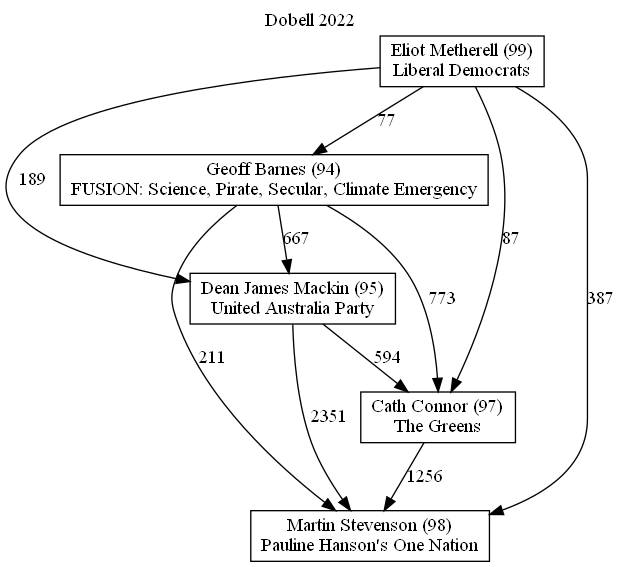 Dobell 2022
Eliot Metherell (99)
Liberal Democrats
77
Geoff Barnes (94)
FUSION: Science, Pirate, Secular, Climate Emergency
189
667
87
Dean James Mackin (95)
United Australia Party
773
387
211
594
Cath Connor (97)
The Greens
2351
1256
Martin Stevenson (98)
Pauline Hanson's One Nation